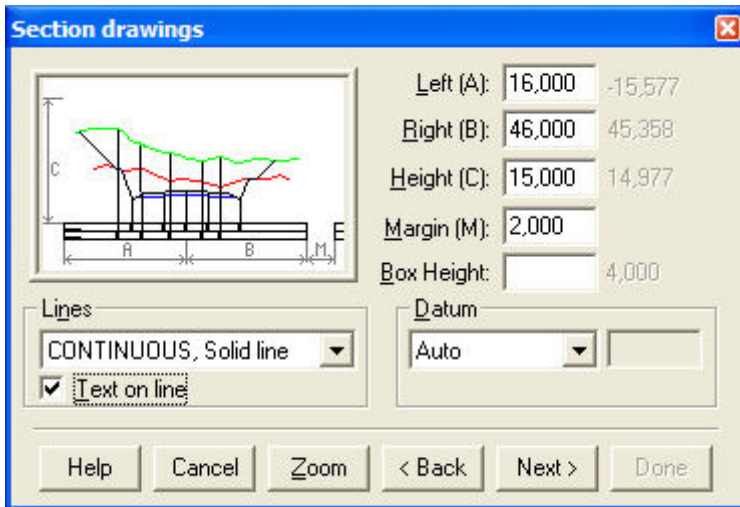 Section drawings
Left (A): 16,000 -15,577
Right (B): 46,000 45,358
Height (C): 15,000 14,977
Margin (M): 2,000
Box Height: 4,000
C
A B M
Lines
CONTINUOUS, Solid line
Text on line
Datum
Auto
Help Cancel Zoom < Back Next > Done